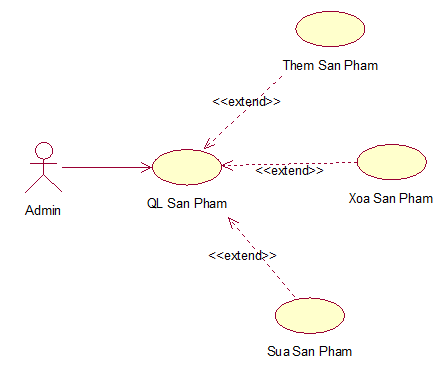 Them San Pham
<<extend>>
<<extend>>
Xoa San Pham
Admin
QL San Pham
<<extend>>
Sua San Pham